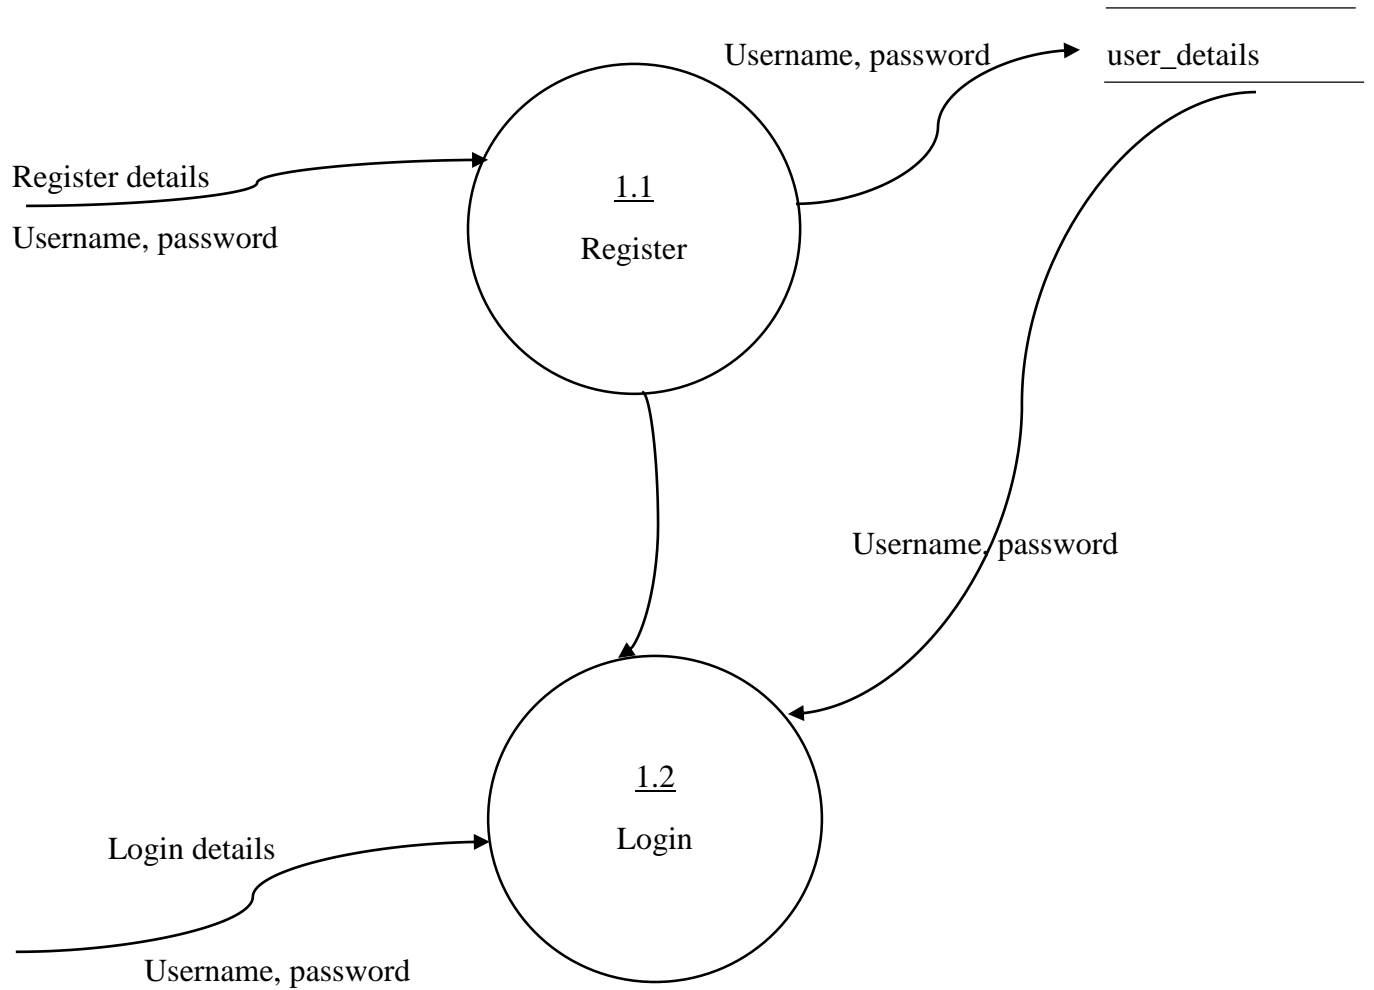 Username, password
user_details
Register details
Username, password
1.1
Register
Username, password
1.2
Login
Login details
Username, password